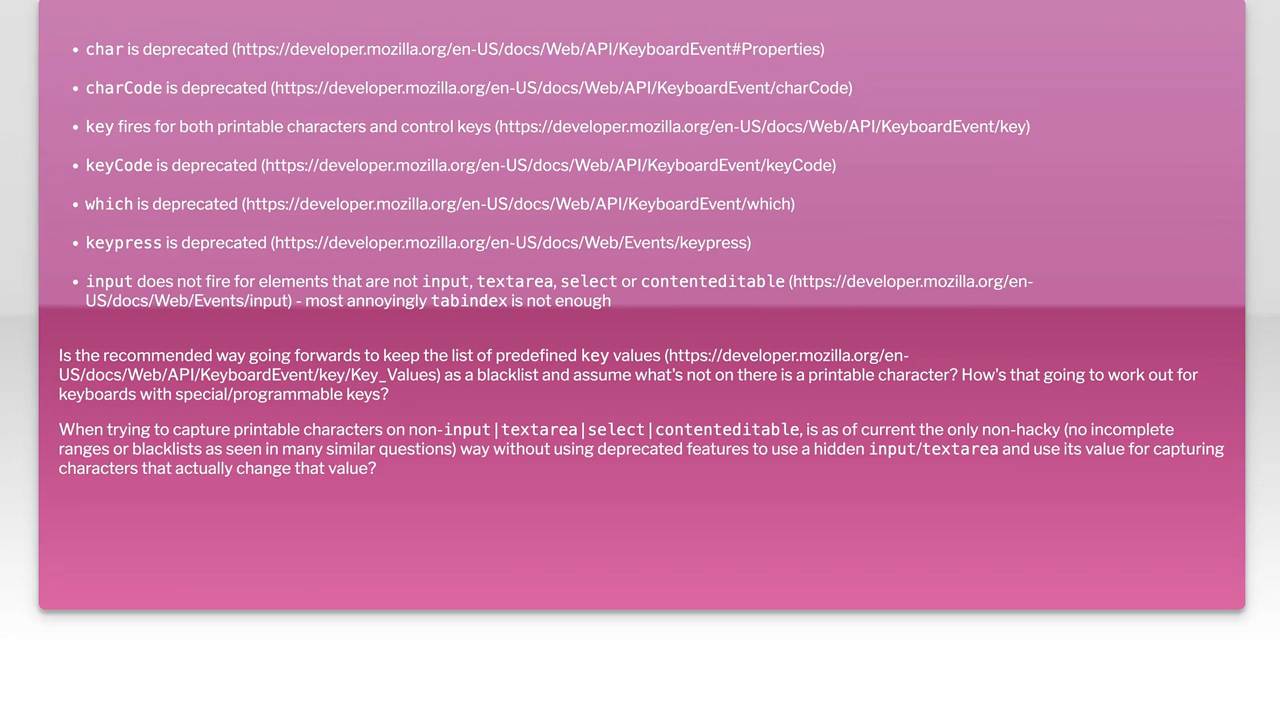 • char is deprecated (https://developer.mozilla.org/en-US/docs/Web/API/KeyboardEvent#Properties)
• charCode is deprecated (https://developer.mozilla.org/en-US/docs/Web/API/KeyboardEvent/charCode)
• key fires for both printable characters and control keys (https://developer.mozilla.org/en-US/docs/Web/API/KeyboardEvent/key)
• keyCode is deprecated (https://developer.mozilla.org/en-US/docs/Web/API/KeyboardEvent/keyCode)
• which is deprecated (https://developer.mozilla.org/en-US/docs/Web/API/KeyboardEvent/which)
• keypress is deprecated (https://developer.mozilla.org/en-US/docs/Web/Events/keypress)
• input does not fire for elements that are not input, textarea, select or contenteditable (https://developer.mozilla.org/en-
US/docs/Web/Events/input) - most annoyingly tabindex is not enough
Is the recommended way going forwards to keep the list of predefined key values (https://developer.mozilla.org/en-
US/docs/Web/API/KeyboardEvent/key/Key_Values) as a blacklist and assume what's not on there is a printable character? How's that going to work out for
keyboards with special/programmable keys?
When trying to capture printable characters on non-input|textarea|select|contenteditable, is as of current the only non-hacky (no incomplete
ranges or blacklists as seen in many similar questions) way without using deprecated features to use a hidden input/textarea and use its value for capturing
characters that actually change that value?